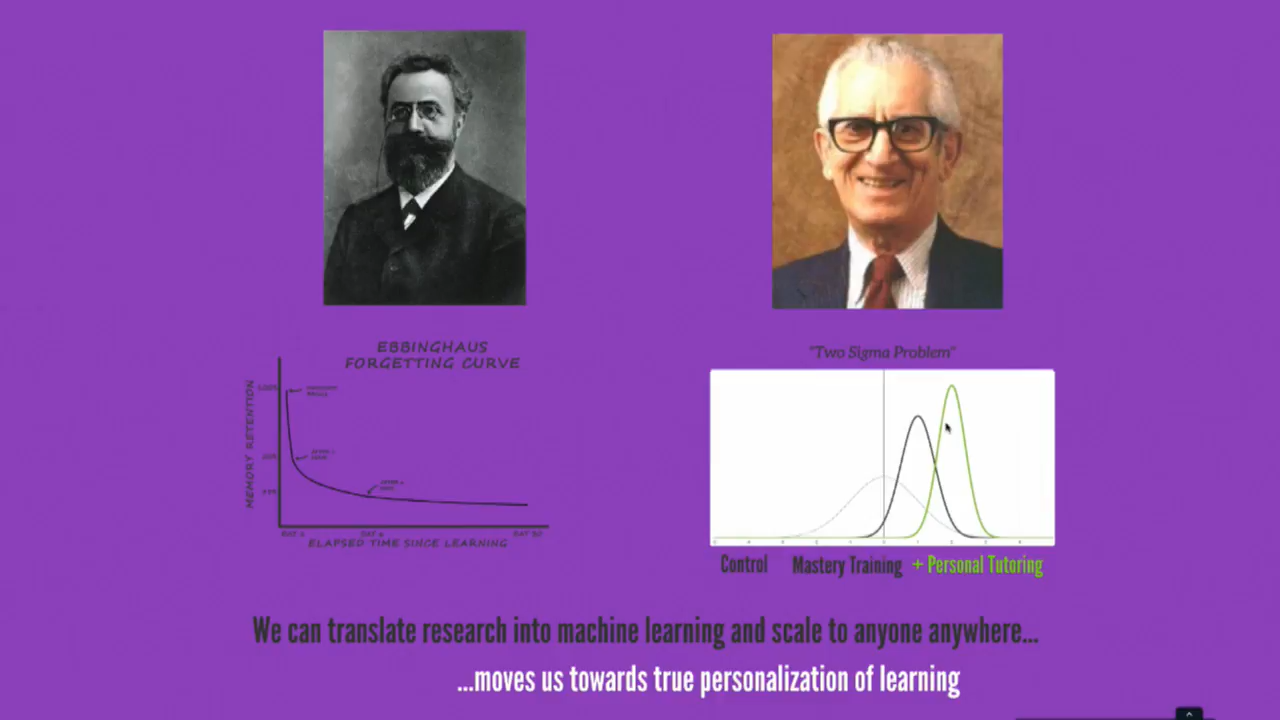 EBBINGHAUS
FORGETTING CURVE
MEMORY RETENTION
ELAPSED TIME SINCE LEARNING
"Two Sigma Problem"
Control
Mastery Training
+ Personal Tutoring
We can translate research into machine learning and scale to anyone anywhere...
...moves us towards true personalization of learning